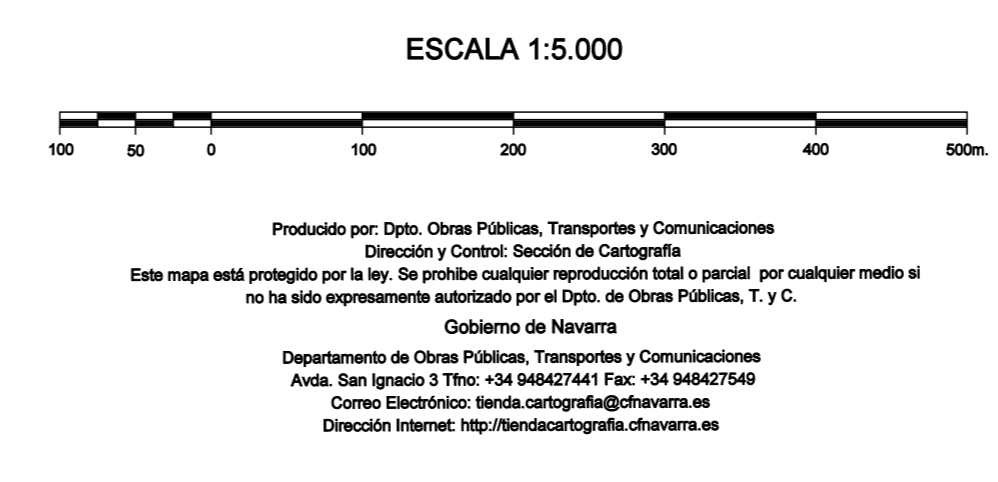 ESCALA 1:5.000
100 50 0 100 200 300 400 500m.
Producido por: Dpto. Obras Públicas, Transportes y Comunicaciones
Dirección y Control: Sección de Cartografía
Este mapa está protegido por la ley. Se prohibe cualquier reproducción total o parcial por cualquier medio si
no ha sido expresamente autorizado por el Dpto. de Obras Públicas, T. y C.
Gobierno de Navarra
Departamento de Obras Públicas, Transportes y Comunicaciones
Avda. San Ignacio 3 Tfno: +34 948427441 Fax: +34 948427549
Correo Electrónico: tienda.cartografia@cfnavarra.es
Dirección Internet: http://tiendacartografia.cfnavarra.es